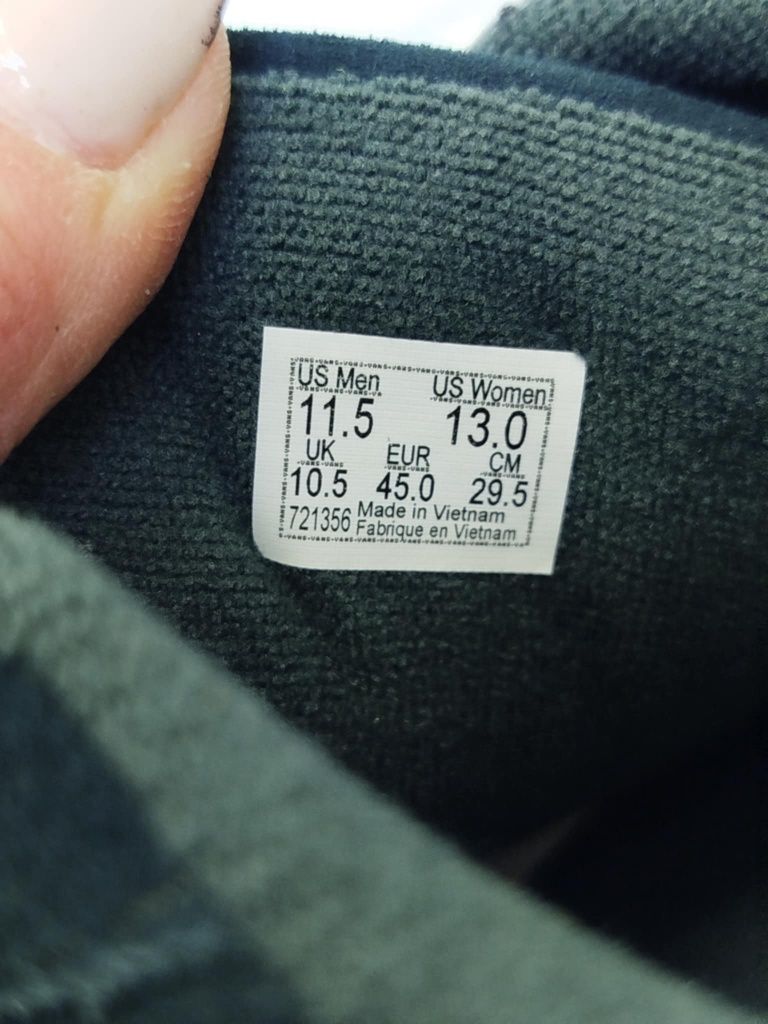 US Men US Women
11.5 13.0
UK EUR CM
10.5 45.0 29.5
721356 Made in Vietnam
Fabrique en Vietnam